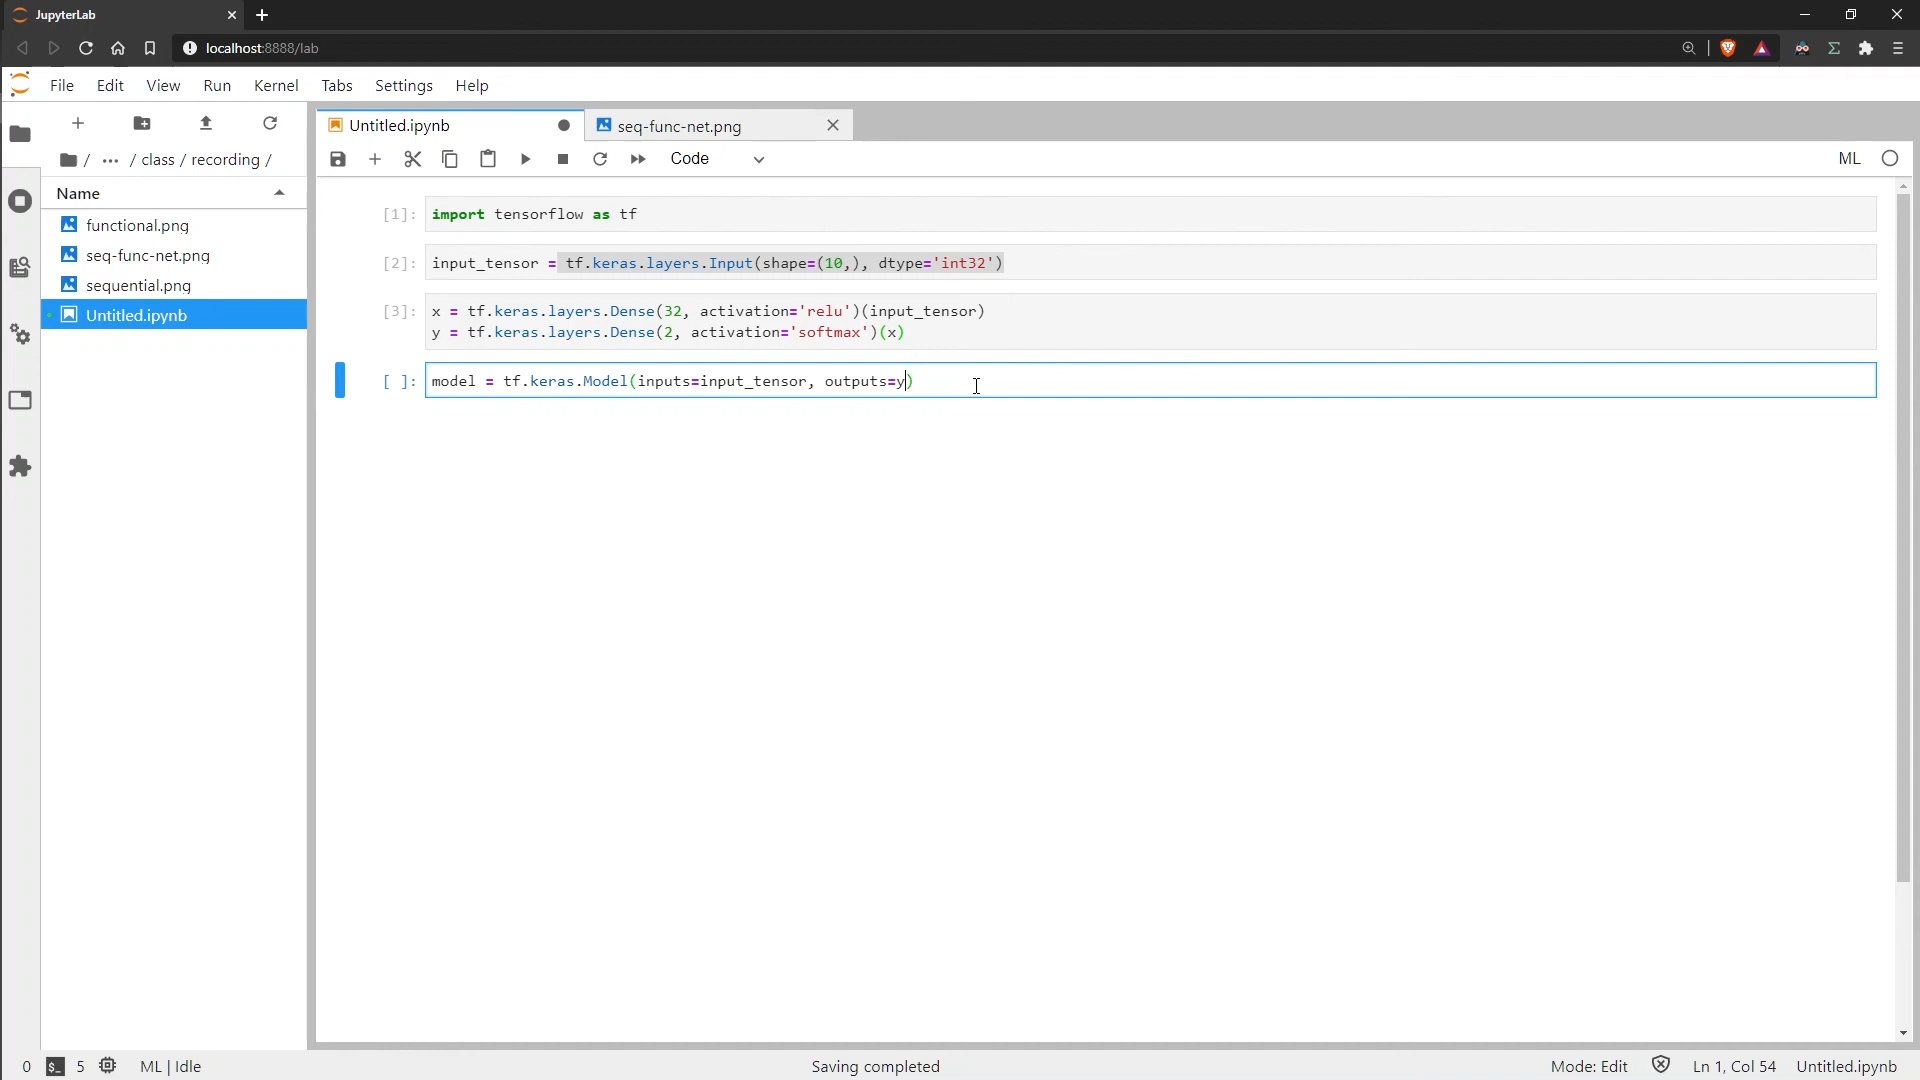 JupyterLab
localhost:8888/lab
File Edit View Run Kernel Tabs Settings Help
/ ... / class / recording /
Name
functional.png
seq-func-net.png
sequential.png
Untitled.ipynb
Untitled.ipynb
seq-func-net.png
Code
ML
[1]: import tensorflow as tf
[2]: input_tensor = tf.keras.layers.Input(shape=(10,), dtype='int32')
[3]: x = tf.keras.layers.Dense(32, activation='relu')(input_tensor)
y = tf.keras.layers.Dense(2, activation='softmax')(x)
[ ]: model = tf.keras.Model(inputs=input_tensor, outputs=y)
0 $_ 5 ML | Idle Saving completed Mode: Edit Ln 1, Col 54 Untitled.ipynb